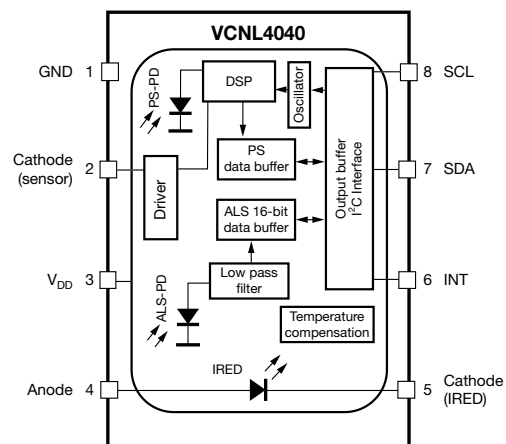 VCNL4040
GND 1
8 SCL
PS-PD
DSP
Oscillator
Output buffer
I²C Interface
Cathode
(sensor)
2
PS
data buffer
7 SDA
Driver
ALS 16-bit
data buffer
VDD 3
6 INT
ALS-PD
Low pass
filter
Temperature
compensation
IRED
Anode 4
5 Cathode
(IRED)